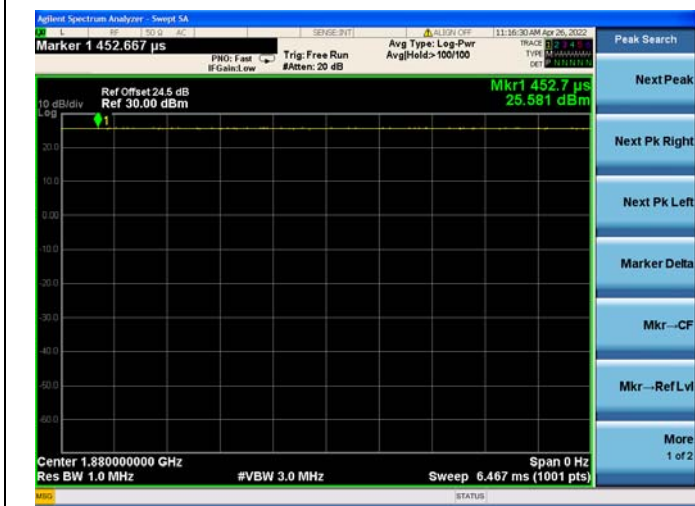 Agilent Spectrum Analyzer - Swept SA
L RF 50 Ω AC SENSE:INT ALIGN OFF 11:16:30 AM Apr 26, 2022
Marker 1 452.667 µs
PNO: Fast
IFGain:Low
Trig: Free Run
#Atten: 20 dB
Avg Type: Log-Pwr
Avg|Hold:>100/100
TRACE 1 2 3 4 5 6
TYPE M
DET P N N N N N
Peak Search
Ref Offset 24.5 dB
10 dB/div Ref 30.00 dBm
Log
Mkr1 452.7 µs
25.581 dBm
1
20.0
10.0
0.00
-10.0
-20.0
-30.0
-40.0
-50.0
-60.0
Center 1.880000000 GHz Span 0 Hz
Res BW 1.0 MHz #VBW 3.0 MHz Sweep 6.467 ms (1001 pts)
MSG STATUS
Next Peak
Next Pk Right
Next Pk Left
Marker Delta
Mkr→CF
Mkr→Ref Lvl
More
1 of 2